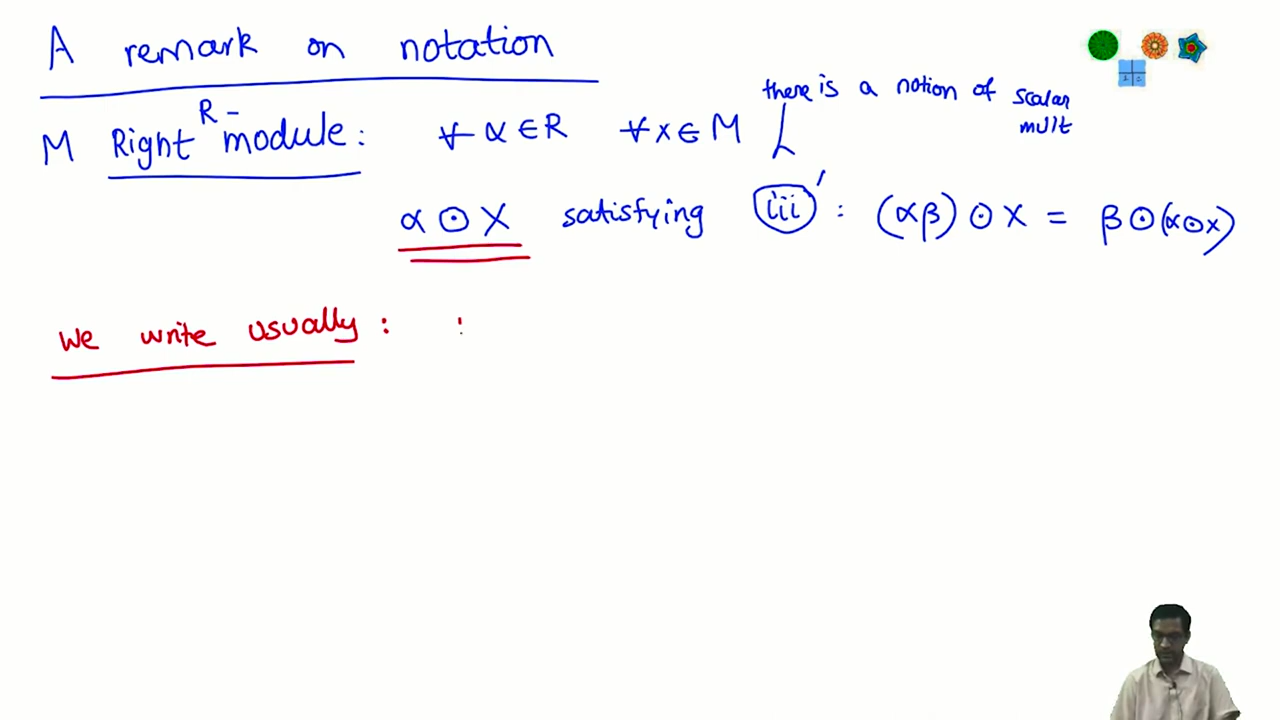 A remark on notation
there is a notion of scalar mult
M Right R-module: ∀ α ∈ R ∀ x ∈ M
α ⊙ x satisfying (iii)' : (αβ) ⊙ x = β ⊙ (α ⊙ x)
We write usually :